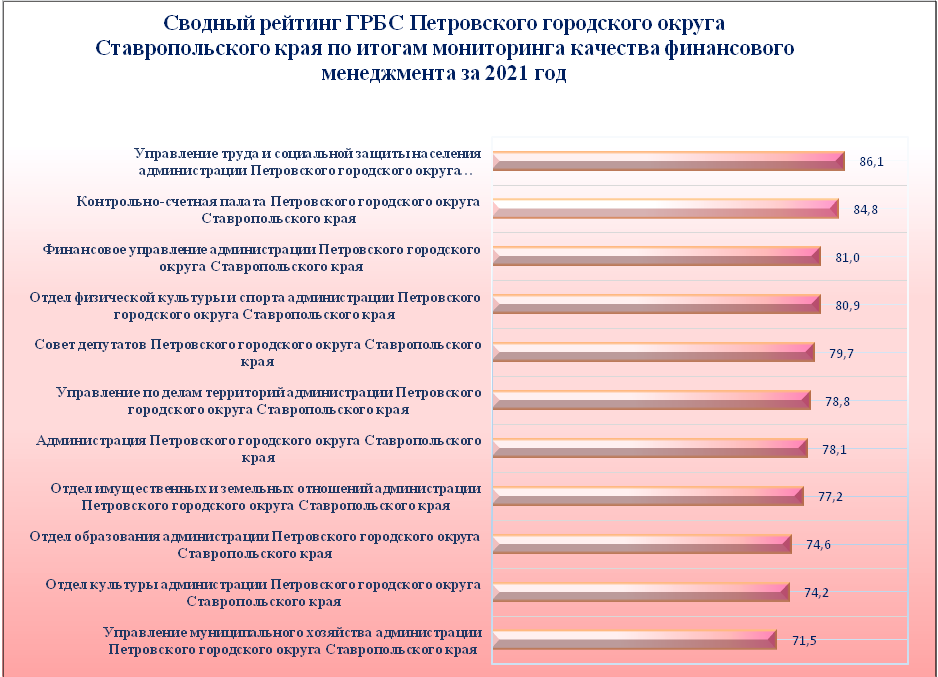 Сводный рейтинг ГРБС Петровского городского округа
Ставропольского края по итогам мониторинга качества финансового
менеджмента за 2021 год
Управление труда и социальной защиты населения
администрации Петровского городского округа…
86,1
Контрольно-счетная палата Петровского городского округа
Ставропольского края
84,8
Финансовое управление администрации Петровского городского
округа Ставропольского края
81,0
Отдел физической культуры и спорта администрации Петровского
городского округа Ставропольского края
80,9
Совет депутатов Петровского городского округа Ставропольского
края
79,7
Управление по делам территорий администрации Петровского
городского округа Ставропольского края
78,8
Администрация Петровского городского округа Ставропольского
края
78,1
Отдел имущественных и земельных отношений администрации
Петровского городского округа Ставропольского края
77,2
Отдел образования администрации Петровского городского округа
Ставропольского края
74,6
Отдел культуры администрации Петровского городского округа
Ставропольского края
74,2
Управление муниципального хозяйства администрации
Петровского городского округа Ставропольского края
71,5